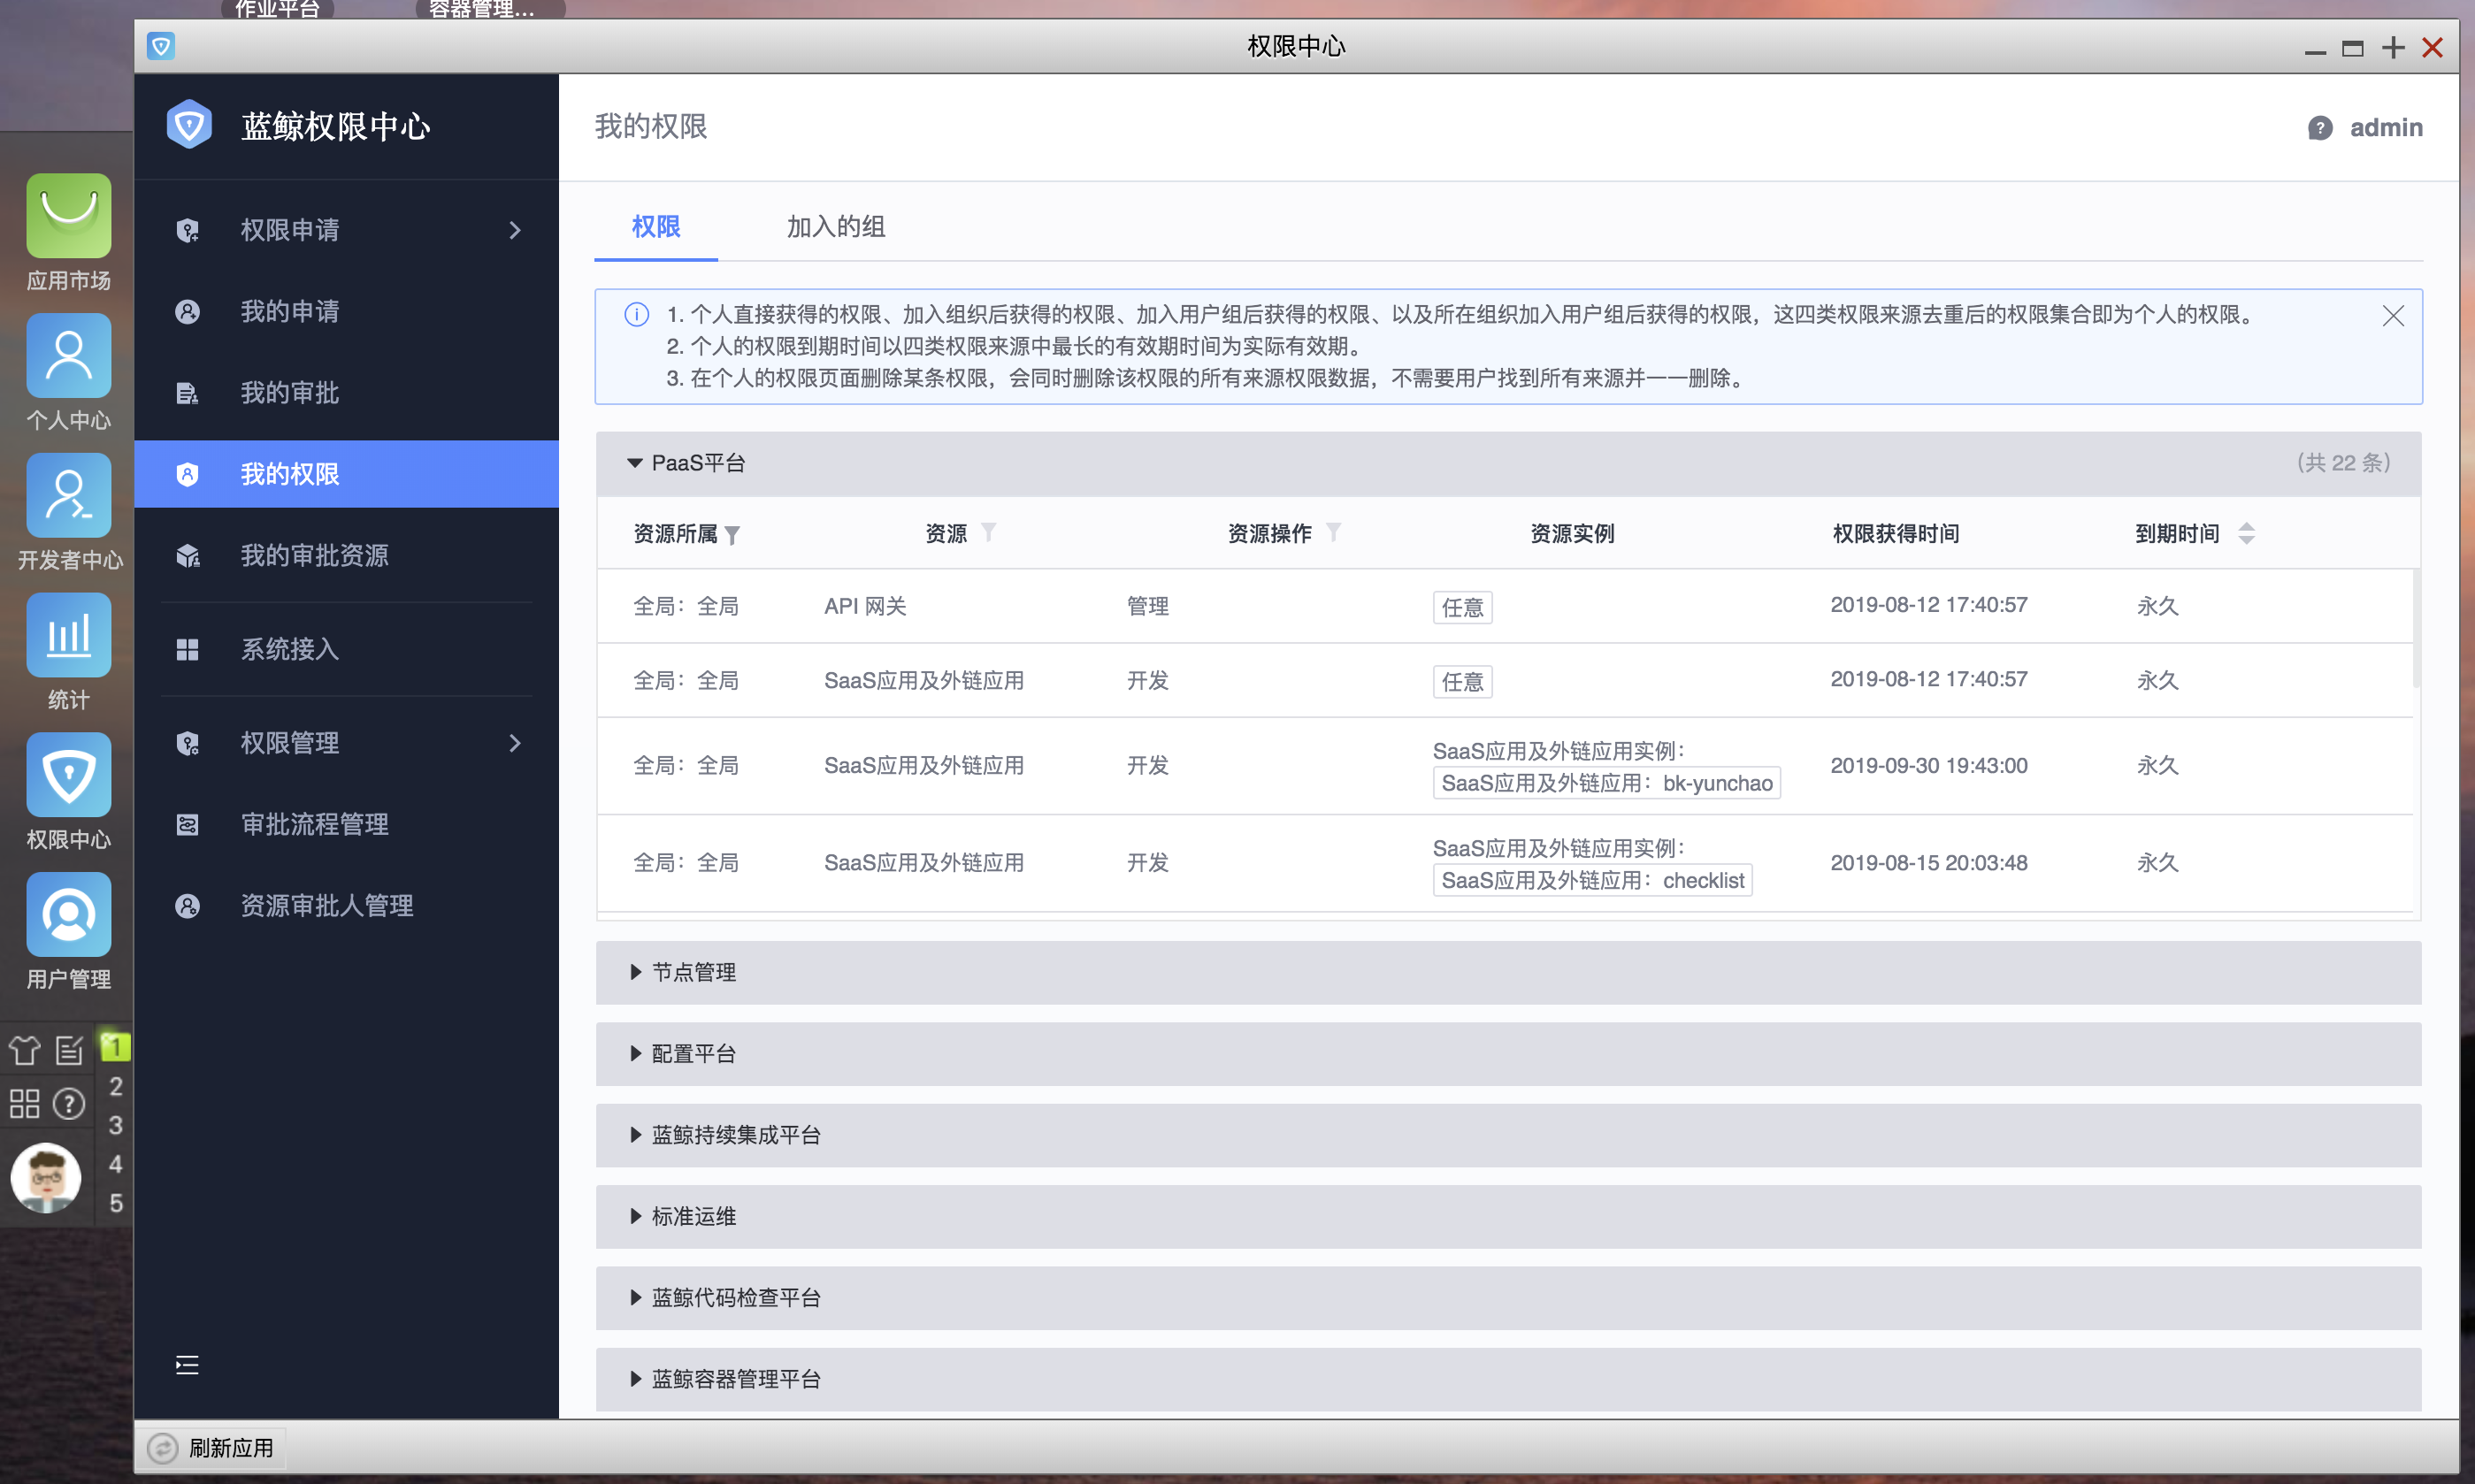 作业平台
容器管理...
权限中心
应用市场
个人中心
开发者中心
统计
权限中心
用户管理
1
2
3
4
5
蓝鲸权限中心
权限申请
我的申请
我的审批
我的权限
我的审批资源
系统接入
权限管理
审批流程管理
资源审批人管理
我的权限
admin
权限 加入的组
1. 个人直接获得的权限、加入组织后获得的权限、加入用户组后获得的权限、以及所在组织加入用户组后获得的权限，这四类权限来源去重后的权限集合即为个人的权限。
2. 个人的权限到期时间以四类权限来源中最长的有效期时间为实际有效期。
3. 在个人的权限页面删除某条权限，会同时删除该权限的所有来源权限数据，不需要用户找到所有来源并一一删除。
PaaS平台 （共 22 条）
资源所属 资源 资源操作 资源实例 权限获得时间 到期时间
全局：全局 API 网关 管理 任意 2019-08-12 17:40:57 永久
全局：全局 SaaS应用及外链应用 开发 任意 2019-08-12 17:40:57 永久
SaaS应用及外链应用实例：
全局：全局 SaaS应用及外链应用 开发 SaaS应用及外链应用：bk-yunchao 2019-09-30 19:43:00 永久
SaaS应用及外链应用实例：
全局：全局 SaaS应用及外链应用 开发 SaaS应用及外链应用：checklist 2019-08-15 20:03:48 永久
节点管理
配置平台
蓝鲸持续集成平台
标准运维
蓝鲸代码检查平台
蓝鲸容器管理平台
刷新应用